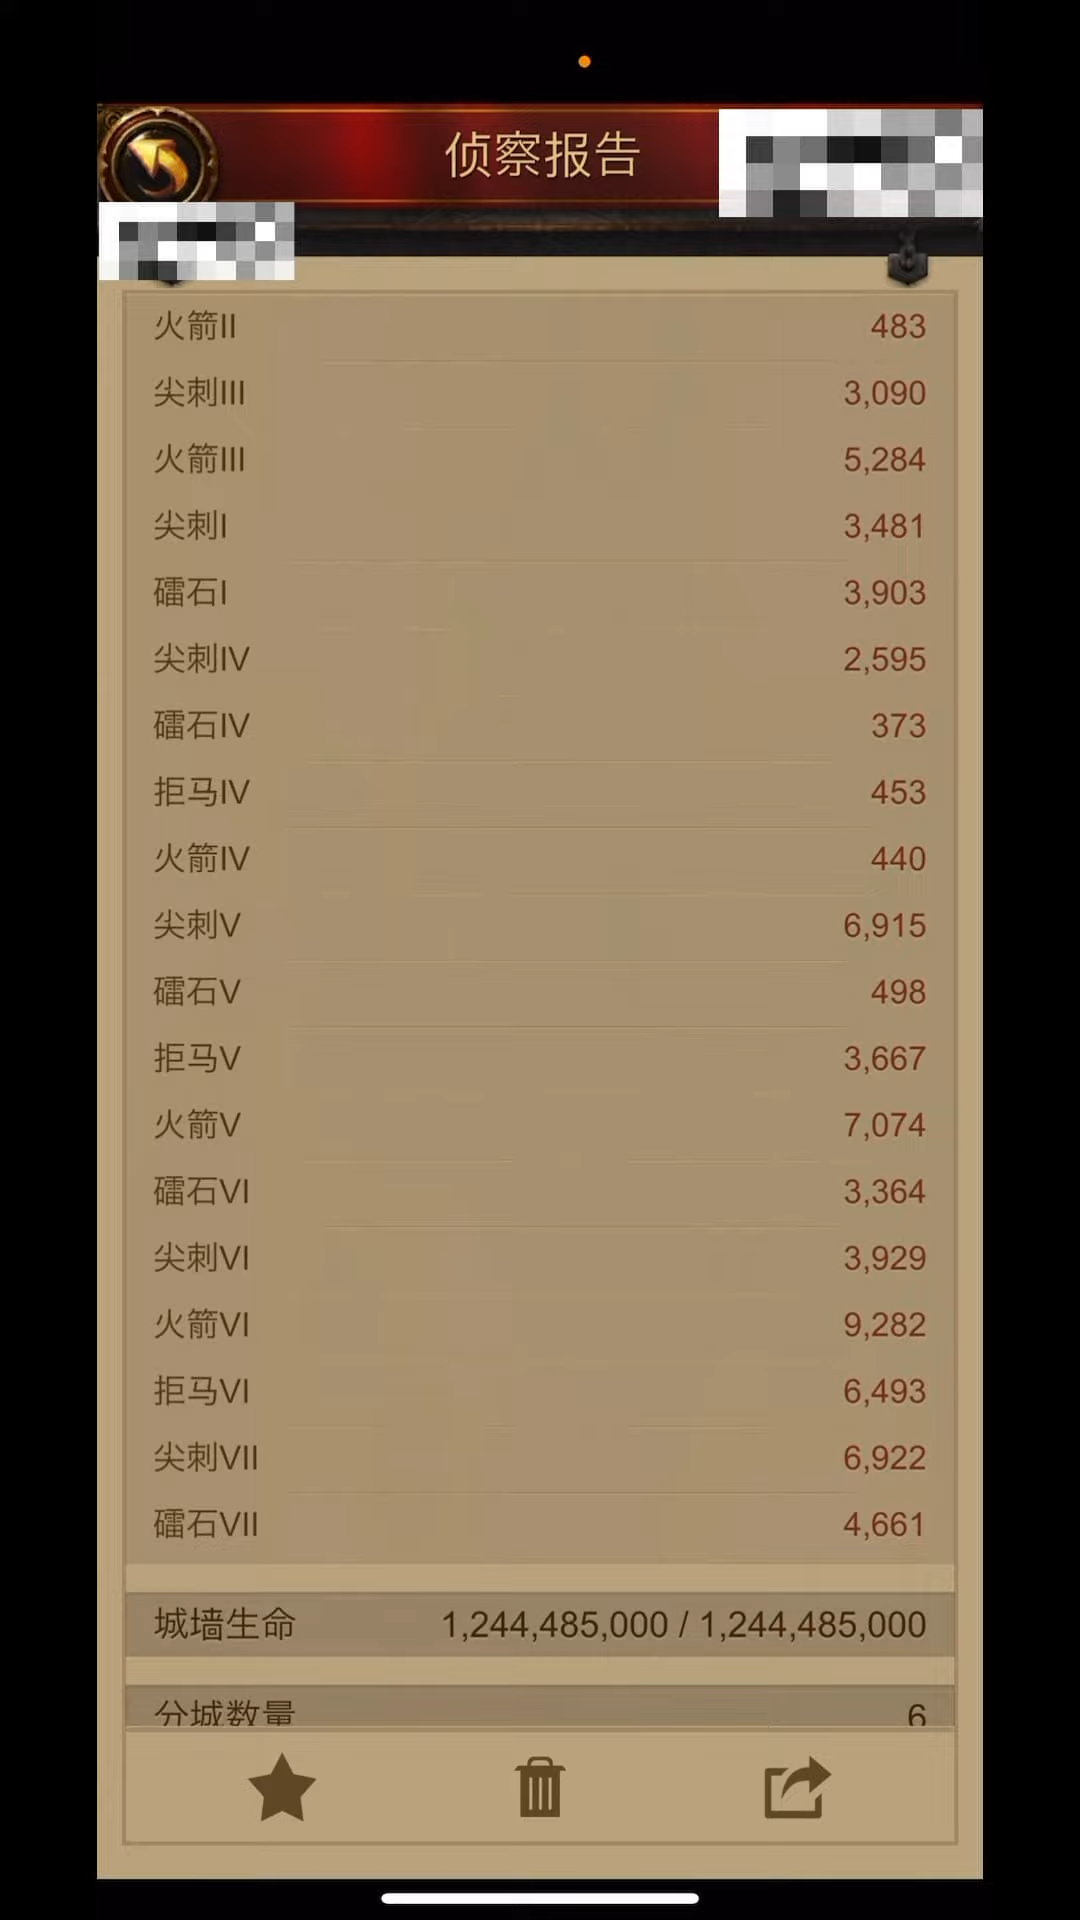 侦察报告
火箭II 483
尖刺III 3,090
火箭III 5,284
尖刺I 3,481
礌石I 3,903
尖刺IV 2,595
礌石IV 373
拒马IV 453
火箭IV 440
尖刺V 6,915
礌石V 498
拒马V 3,667
火箭V 7,074
礌石VI 3,364
尖刺VI 3,929
火箭VI 9,282
拒马VI 6,493
尖刺VII 6,922
礌石VII 4,661
城墙生命 1,244,485,000 / 1,244,485,000
分城数量 6